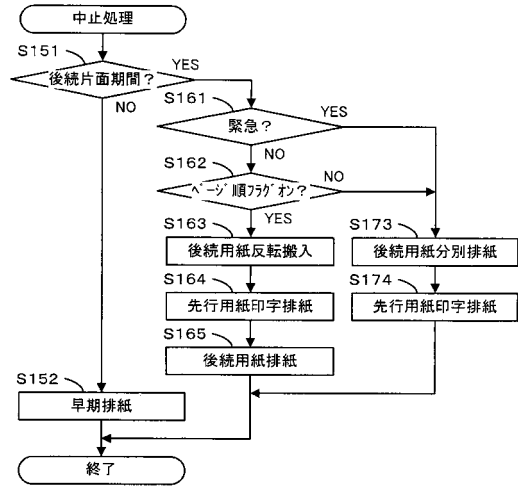 中止処理
S151
後続片面期間？
YES
NO
S161
緊急？
YES
NO
S162
ページ順フラグオン？
NO
YES
S163
後続用紙反転搬入
S173
後続用紙分別排紙
S164
先行用紙印字排紙
S174
先行用紙印字排紙
S165
後続用紙排紙
S152
早期排紙
終了